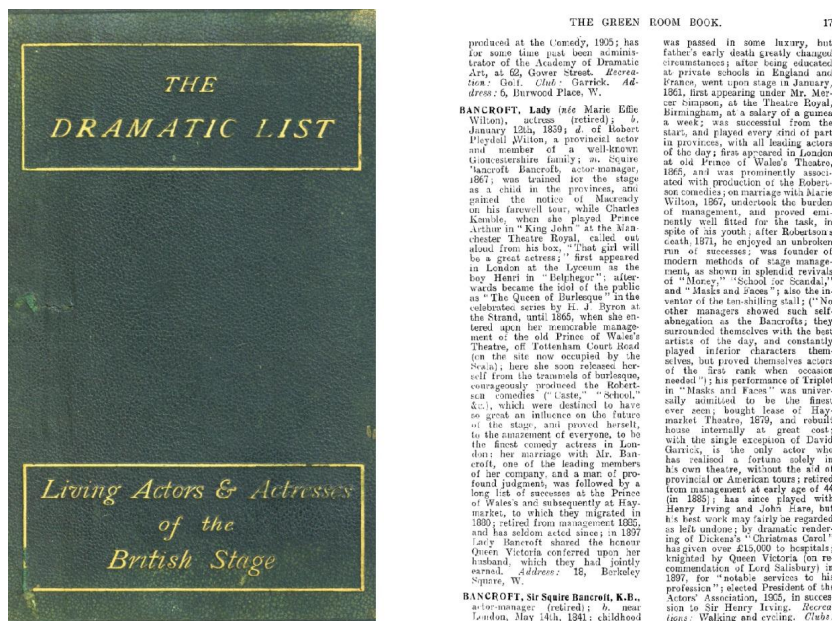 THE
DRAMATIC LIST
Living Actors & Actresses
of the
British Stage
THE GREEN ROOM BOOK. 17
produced at the Comedy, 1905; has
for some time past been adminis-
trator of the Academy of Dramatic
Art, at 62, Gower Street. Recrea-
tion: Golf. Club: Garrick. Ad-
dress: 6, Burwood Place, W.
BANCROFT, Lady (née Marie Effie
Wilton), actress (retired); b.
January 12th, 1839; d. of Robert
Pleydell Wilton, a provincial actor
and member of a well-known
Gloucestershire family; m. Squire
Bancroft Bancroft, actor-manager,
1867; was trained for the stage
as a child in the provinces, and
gained the notice of Macready
on his farewell tour, while Charles
Kemble, when she played Prince
Arthur in "King John" at the Man-
chester Theatre Royal, called out
aloud from his box, "That girl will
be a great actress;" first appeared
in London at the Lyceum as the
boy Henri in "Belphegor"; after-
wards became the idol of the public
as "The Queen of Burlesque" in the
celebrated series by H. J. Byron at
the Strand, until 1865, when she en-
tered upon her memorable manage-
ment of the old Prince of Wales's
Theatre, off Tottenham Court Road
(on the site now occupied by the
Scala); here she soon released her-
self from the trammels of burlesque,
courageously produced the Robert-
son comedies ("Caste," "School,"
&c.), which were destined to have
so great an influence on the future
of the stage, and proved herself,
to the amazement of everyone, to be
the finest comedy actress in Lon-
don; her marriage with Mr. Ban-
croft, one of the leading members
of her company, and a man of pro-
found judgment, was followed by a
long list of successes at the Prince
of Wales's and subsequently at Hay-
market, to which they migrated in
1880; retired from management 1885,
and has seldom acted since; in 1897
Lady Bancroft shared the honour
Queen Victoria conferred upon her
husband, which they had jointly
earned. Address: 18, Berkeley
Square, W.
BANCROFT, Sir Squire Bancroft, K.B.,
actor-manager (retired); b. near
London, May 14th, 1841; childhood
was passed in some luxury, but
father's early death greatly changed
circumstances; after being educated
at private schools in England and
France, went upon stage in January,
1861, first appearing under Mr. Mer-
cer Simpson, at the Theatre Royal,
Birmingham, at a salary of a guinea
a week; was successful from the
start, and played every kind of part
in provinces, with all leading actors
of the day; first appeared in London
at old Prince of Wales's Theatre,
1865, and was prominently associ-
ated with production of the Robert-
son comedies; on marriage with Marie
Wilton, 1867, undertook the burden
of management, and proved emi-
nently well fitted for the task, in
spite of his youth; after Robertson's
death, 1871, he enjoyed an unbroken
run of successes; was founder of
modern methods of stage manage-
ment, as shown in splendid revivals
of "Money," "School for Scandal,"
and "Masks and Faces"; also the in-
ventor of the ten-shilling stall; ("No
other managers showed such self-
abnegation as the Bancrofts; they
surrounded themselves with the best
artists of the day, and constantly
played inferior characters them-
selves, but proved themselves actors
of the first rank when occasion
needed"); his performance of Triplet
in "Masks and Faces" was univer-
sally admitted to be the finest
ever seen; bought lease of Hay-
market Theatre, 1879, and rebuilt
house internally at great cost;
with the single exception of David
Garrick, is the only actor who
has realised a fortune solely in
his own theatre, without the aid of
provincial or American tours; retired
from management at early age of 44
(in 1885); has since played with
Henry Irving and John Hare, but
his best work may fairly be regarded
as left undone; by dramatic render-
ing of Dickens's "Christmas Carol"
has given over £15,000 to hospitals;
knighted by Queen Victoria (on re-
commendation of Lord Salisbury) in
1897, for "notable services to his
profession"; elected President of the
Actors' Association, 1905, in succes-
sion to Sir Henry Irving. Recrea-
tions: Walking and cycling. Clubs: